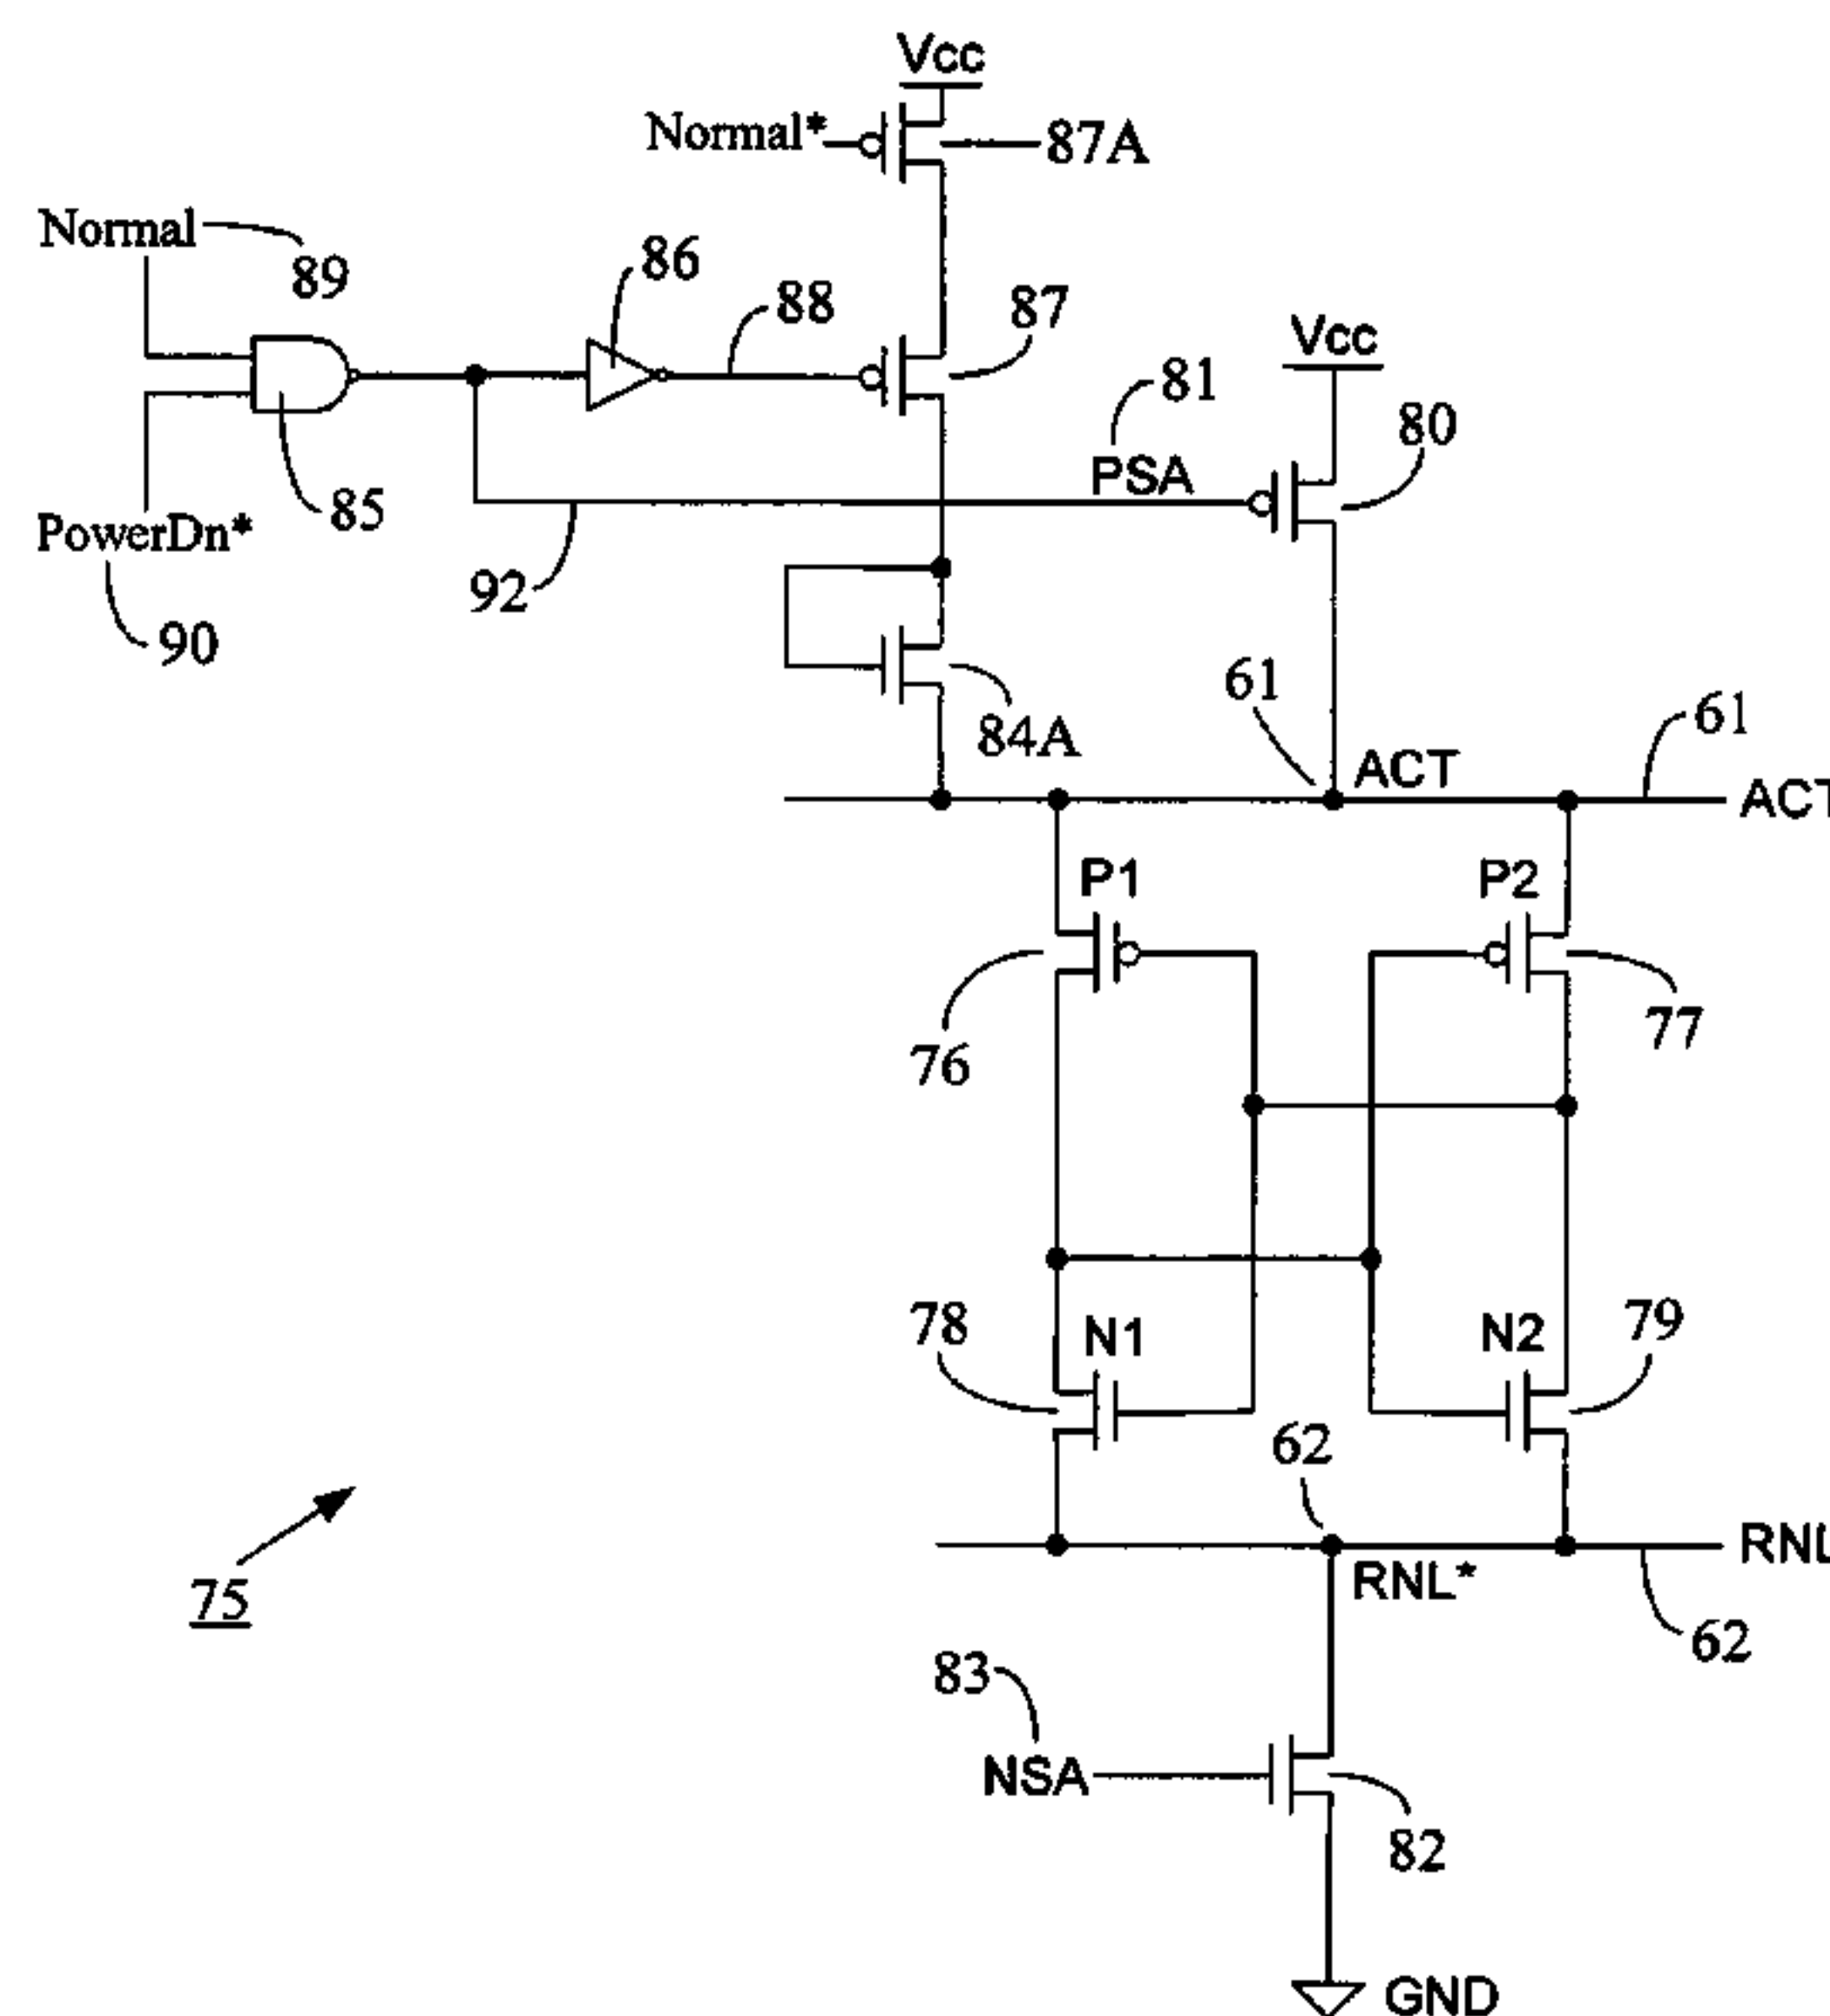 Vcc
Normal*
87A
Normal
89
86
88
87
Vcc
81
PSA
80
85
PowerDn*
92
90
84A
61
ACT
61
ACT
P1
P2
76
77
78
N1
N2
79
62
RNL*
RNL
62
75
83
NSA
82
GND